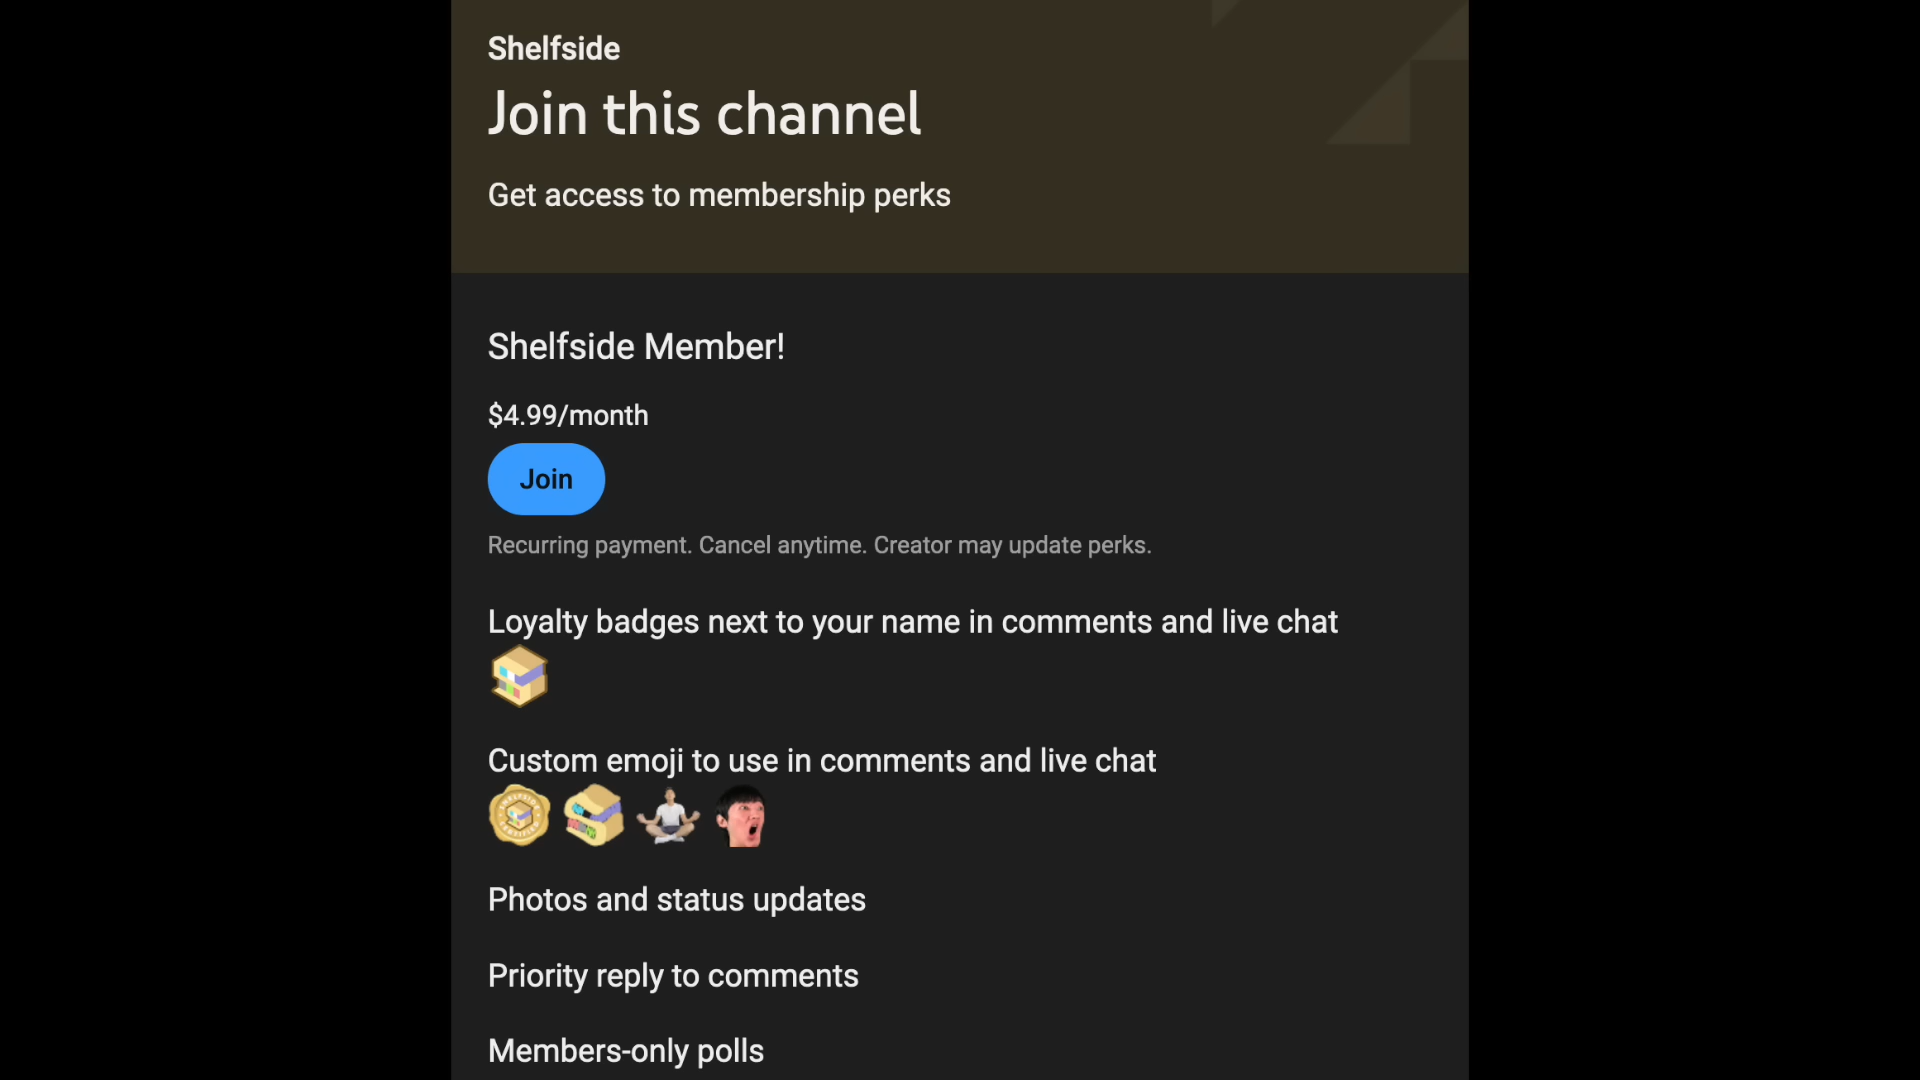 Shelfside
Join this channel
Get access to membership perks
Shelfside Member!
$4.99/month
Join
Recurring payment. Cancel anytime. Creator may update perks.
Loyalty badges next to your name in comments and live chat
Custom emoji to use in comments and live chat
Photos and status updates
Priority reply to comments
Members-only polls